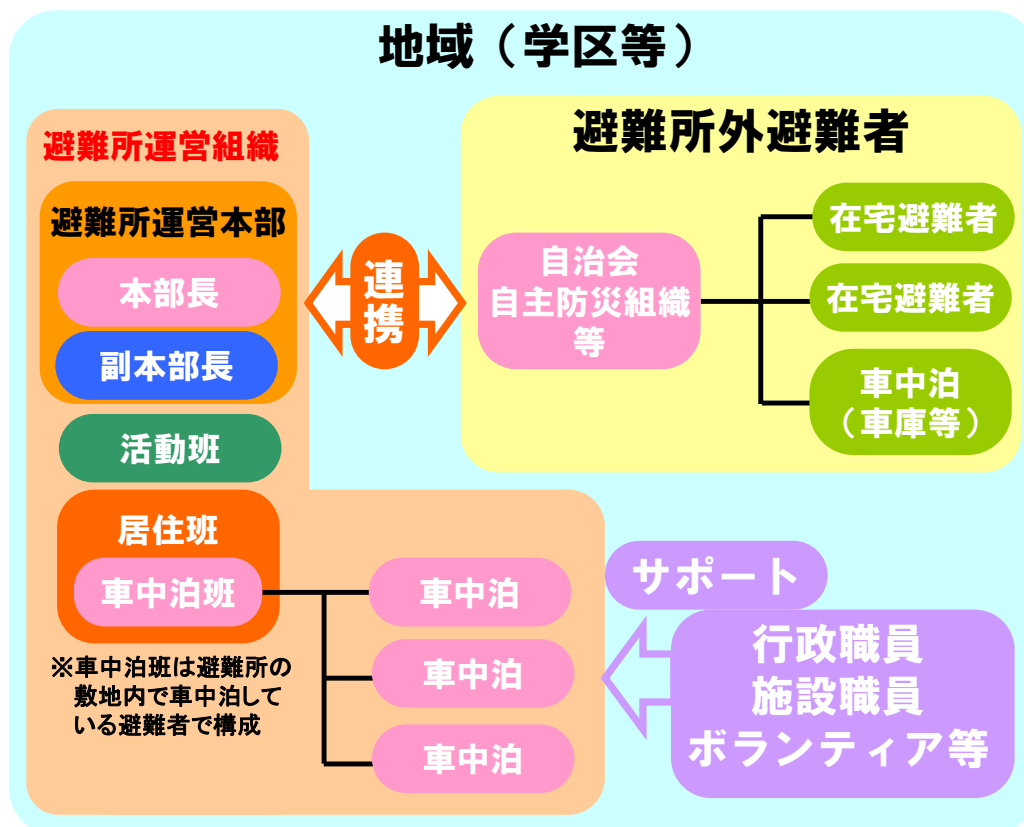 地域（学区等）
避難所運営組織
避難所運営本部
本部長
副本部長
活動班
居住班
車中泊班
※車中泊班は避難所の
敷地内で車中泊して
いる避難者で構成
車中泊
車中泊
車中泊
連携
避難所外避難者
自治会
自主防災組織
等
在宅避難者
在宅避難者
車中泊
（車庫等）
サポート
行政職員
施設職員
ボランティア等